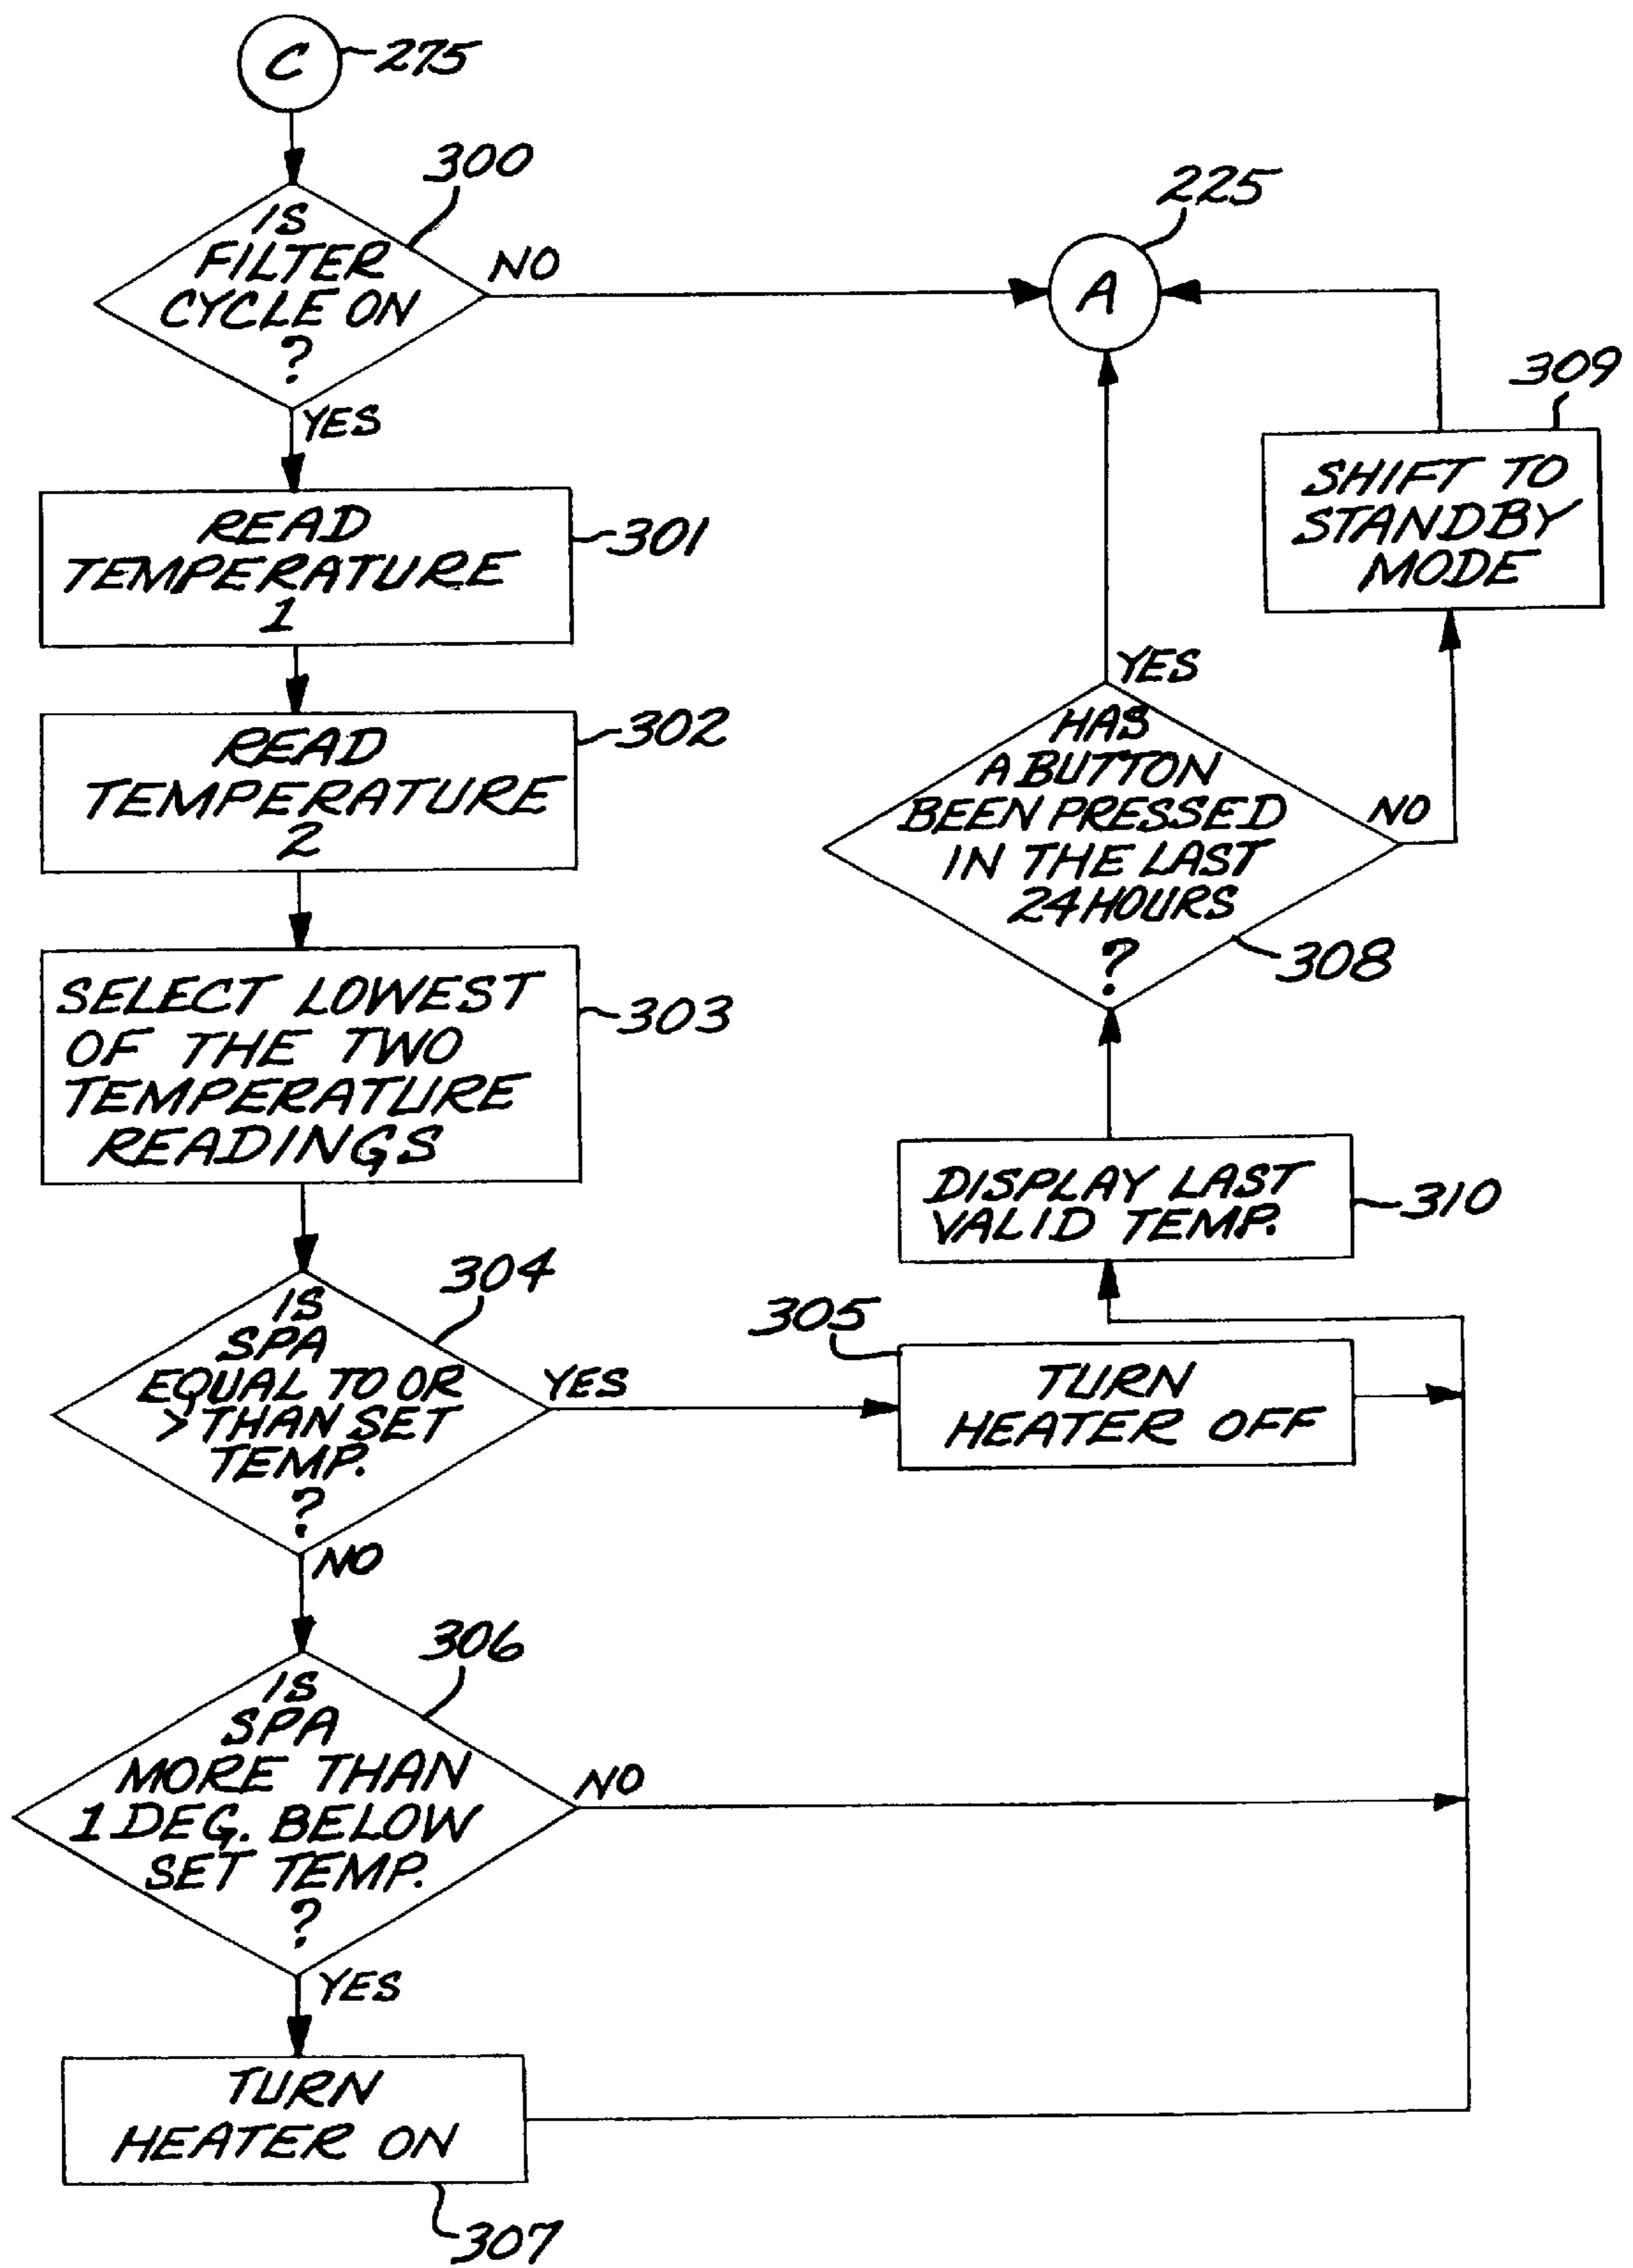 C
275
300
IS
FILTER
CYCLE ON
?
NO
YES
225
A
309
SHIFT TO
STANDBY
MODE
READ
TEMPERATURE
1
301
READ
TEMPERATURE
2
302
YES
HAS
A BUTTON
BEEN PRESSED
IN THE LAST
24 HOURS
?
NO
308
SELECT LOWEST
OF THE TWO
TEMPERATURE
READINGS
303
DISPLAY LAST
VALID TEMP.
310
304
IS
SPA
EQUAL TO OR
> THAN SET
TEMP.
?
YES
NO
305
TURN
HEATER OFF
306
IS
SPA
MORE THAN
1 DEG. BELOW
SET TEMP.
?
NO
YES
TURN
HEATER ON
307